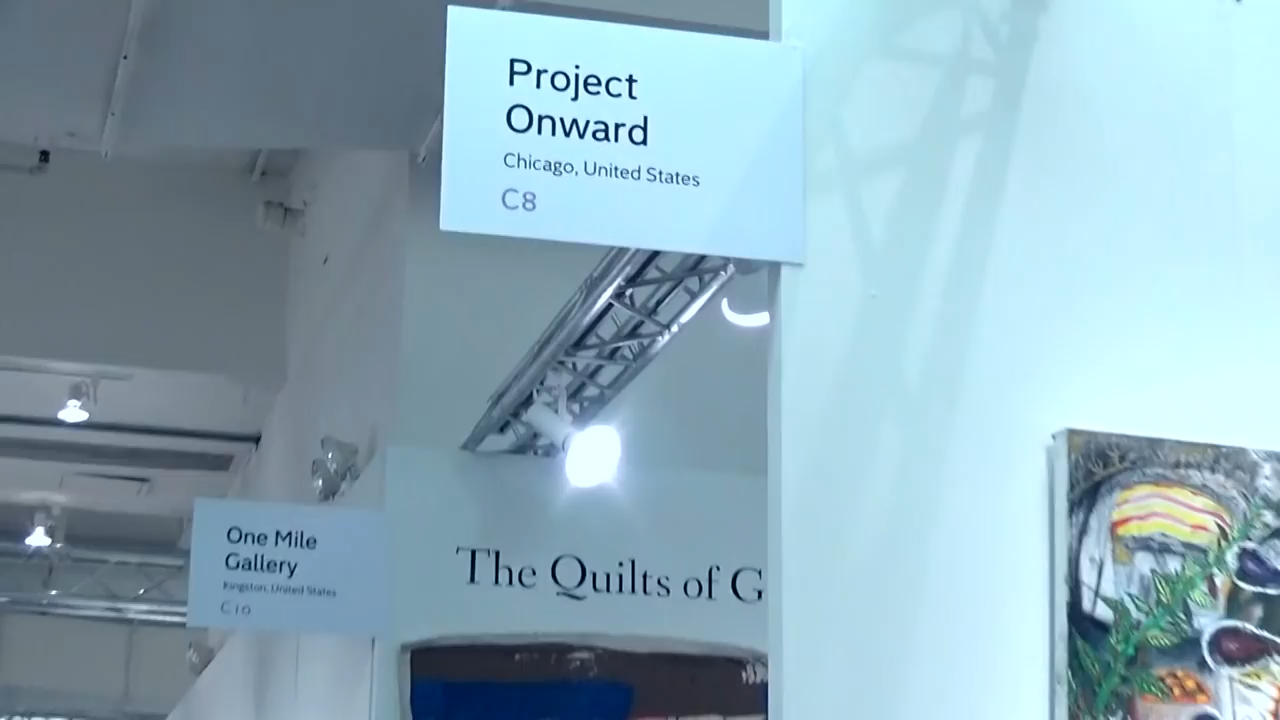 Project
Onward
Chicago, United States
C8
One Mile
Gallery
Kingston, United States
C10
The Quilts of G